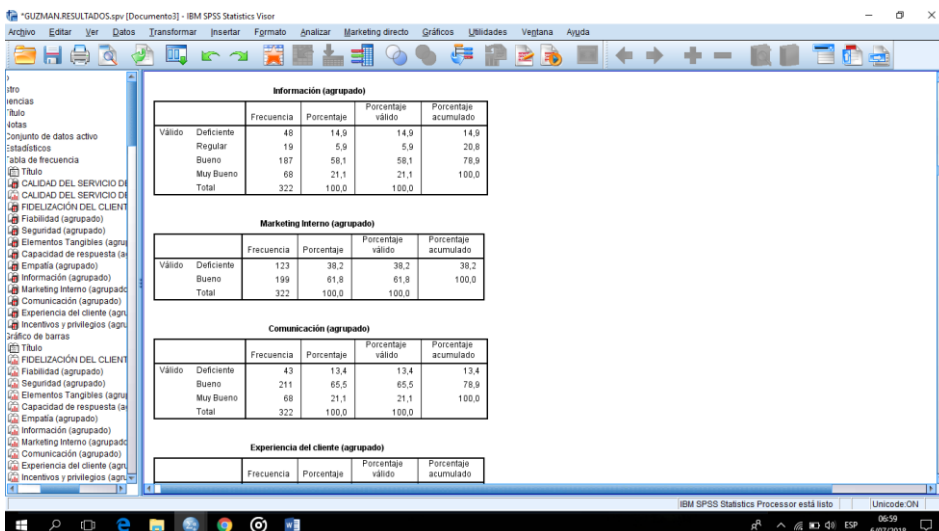 *GUZMAN.RESULTADOS.spv [Documento3] - IBM SPSS Statistics Visor
Archivo Editar Ver Datos Transformar Insertar Formato Analizar Marketing directo Gráficos Utilidades Ventana Ayuda
Título
Notas
Conjunto de datos activo
Estadísticos
Tabla de frecuencia
Título
CALIDAD DEL SERVICIO DE
CALIDAD DEL SERVICIO DE
FIDELIZACIÓN DEL CLIENT
Fiabilidad (agrupado)
Seguridad (agrupado)
Elementos Tangibles (agru
Capacidad de respuesta (a
Empatía (agrupado)
Información (agrupado)
Marketing Interno (agrupado
Comunicación (agrupado)
Experiencia del cliente (agru
Incentivos y privilegios (agru
Gráfico de barras
Título
FIDELIZACIÓN DEL CLIENT
Fiabilidad (agrupado)
Seguridad (agrupado)
Elementos Tangibles (agru
Capacidad de respuesta (a
Empatía (agrupado)
Información (agrupado)
Marketing Interno (agrupado
Comunicación (agrupado)
Experiencia del cliente (agru
Incentivos y privilegios (agru
Información (agrupado)
Frecuencia Porcentaje Porcentaje válido Porcentaje acumulado
Válido Deficiente 48 14,9 14,9 14,9
Regular 19 5,9 5,9 20,8
Bueno 187 58,1 58,1 78,9
Muy Bueno 68 21,1 21,1 100,0
Total 322 100,0 100,0
Marketing Interno (agrupado)
Frecuencia Porcentaje Porcentaje válido Porcentaje acumulado
Válido Deficiente 123 38,2 38,2 38,2
Bueno 199 61,8 61,8 100,0
Total 322 100,0 100,0
Comunicación (agrupado)
Frecuencia Porcentaje Porcentaje válido Porcentaje acumulado
Válido Deficiente 43 13,4 13,4 13,4
Bueno 211 65,5 65,5 78,9
Muy Bueno 68 21,1 21,1 100,0
Total 322 100,0 100,0
Experiencia del cliente (agrupado)
Frecuencia Porcentaje Porcentaje válido Porcentaje acumulado
IBM SPSS Statistics Processor está listo Unicode:ON
ESP 06:59
6/07/2018